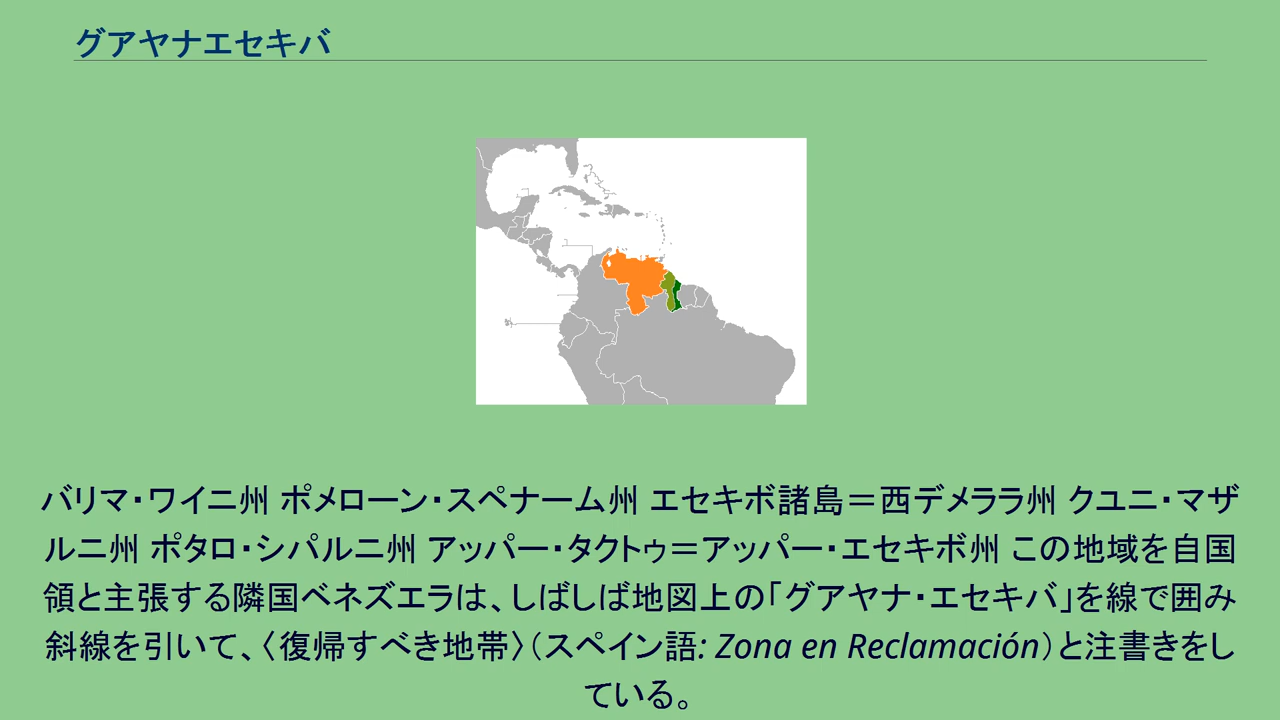 グアヤナエセキバ
バリマ・ワイニ州 ポメローン・スペナーム州 エセキボ諸島＝西デメララ州 クユニ・マザ
ルニ州 ポタロ・シパルニ州 アッパー・タクトゥ＝アッパー・エセキボ州 この地域を自国
領と主張する隣国ベネズエラは、しばしば地図上の「グアヤナ・エセキバ」を線で囲み
斜線を引いて、〈復帰すべき地帯〉（スペイン語: Zona en Reclamación）と注書きをし
ている。